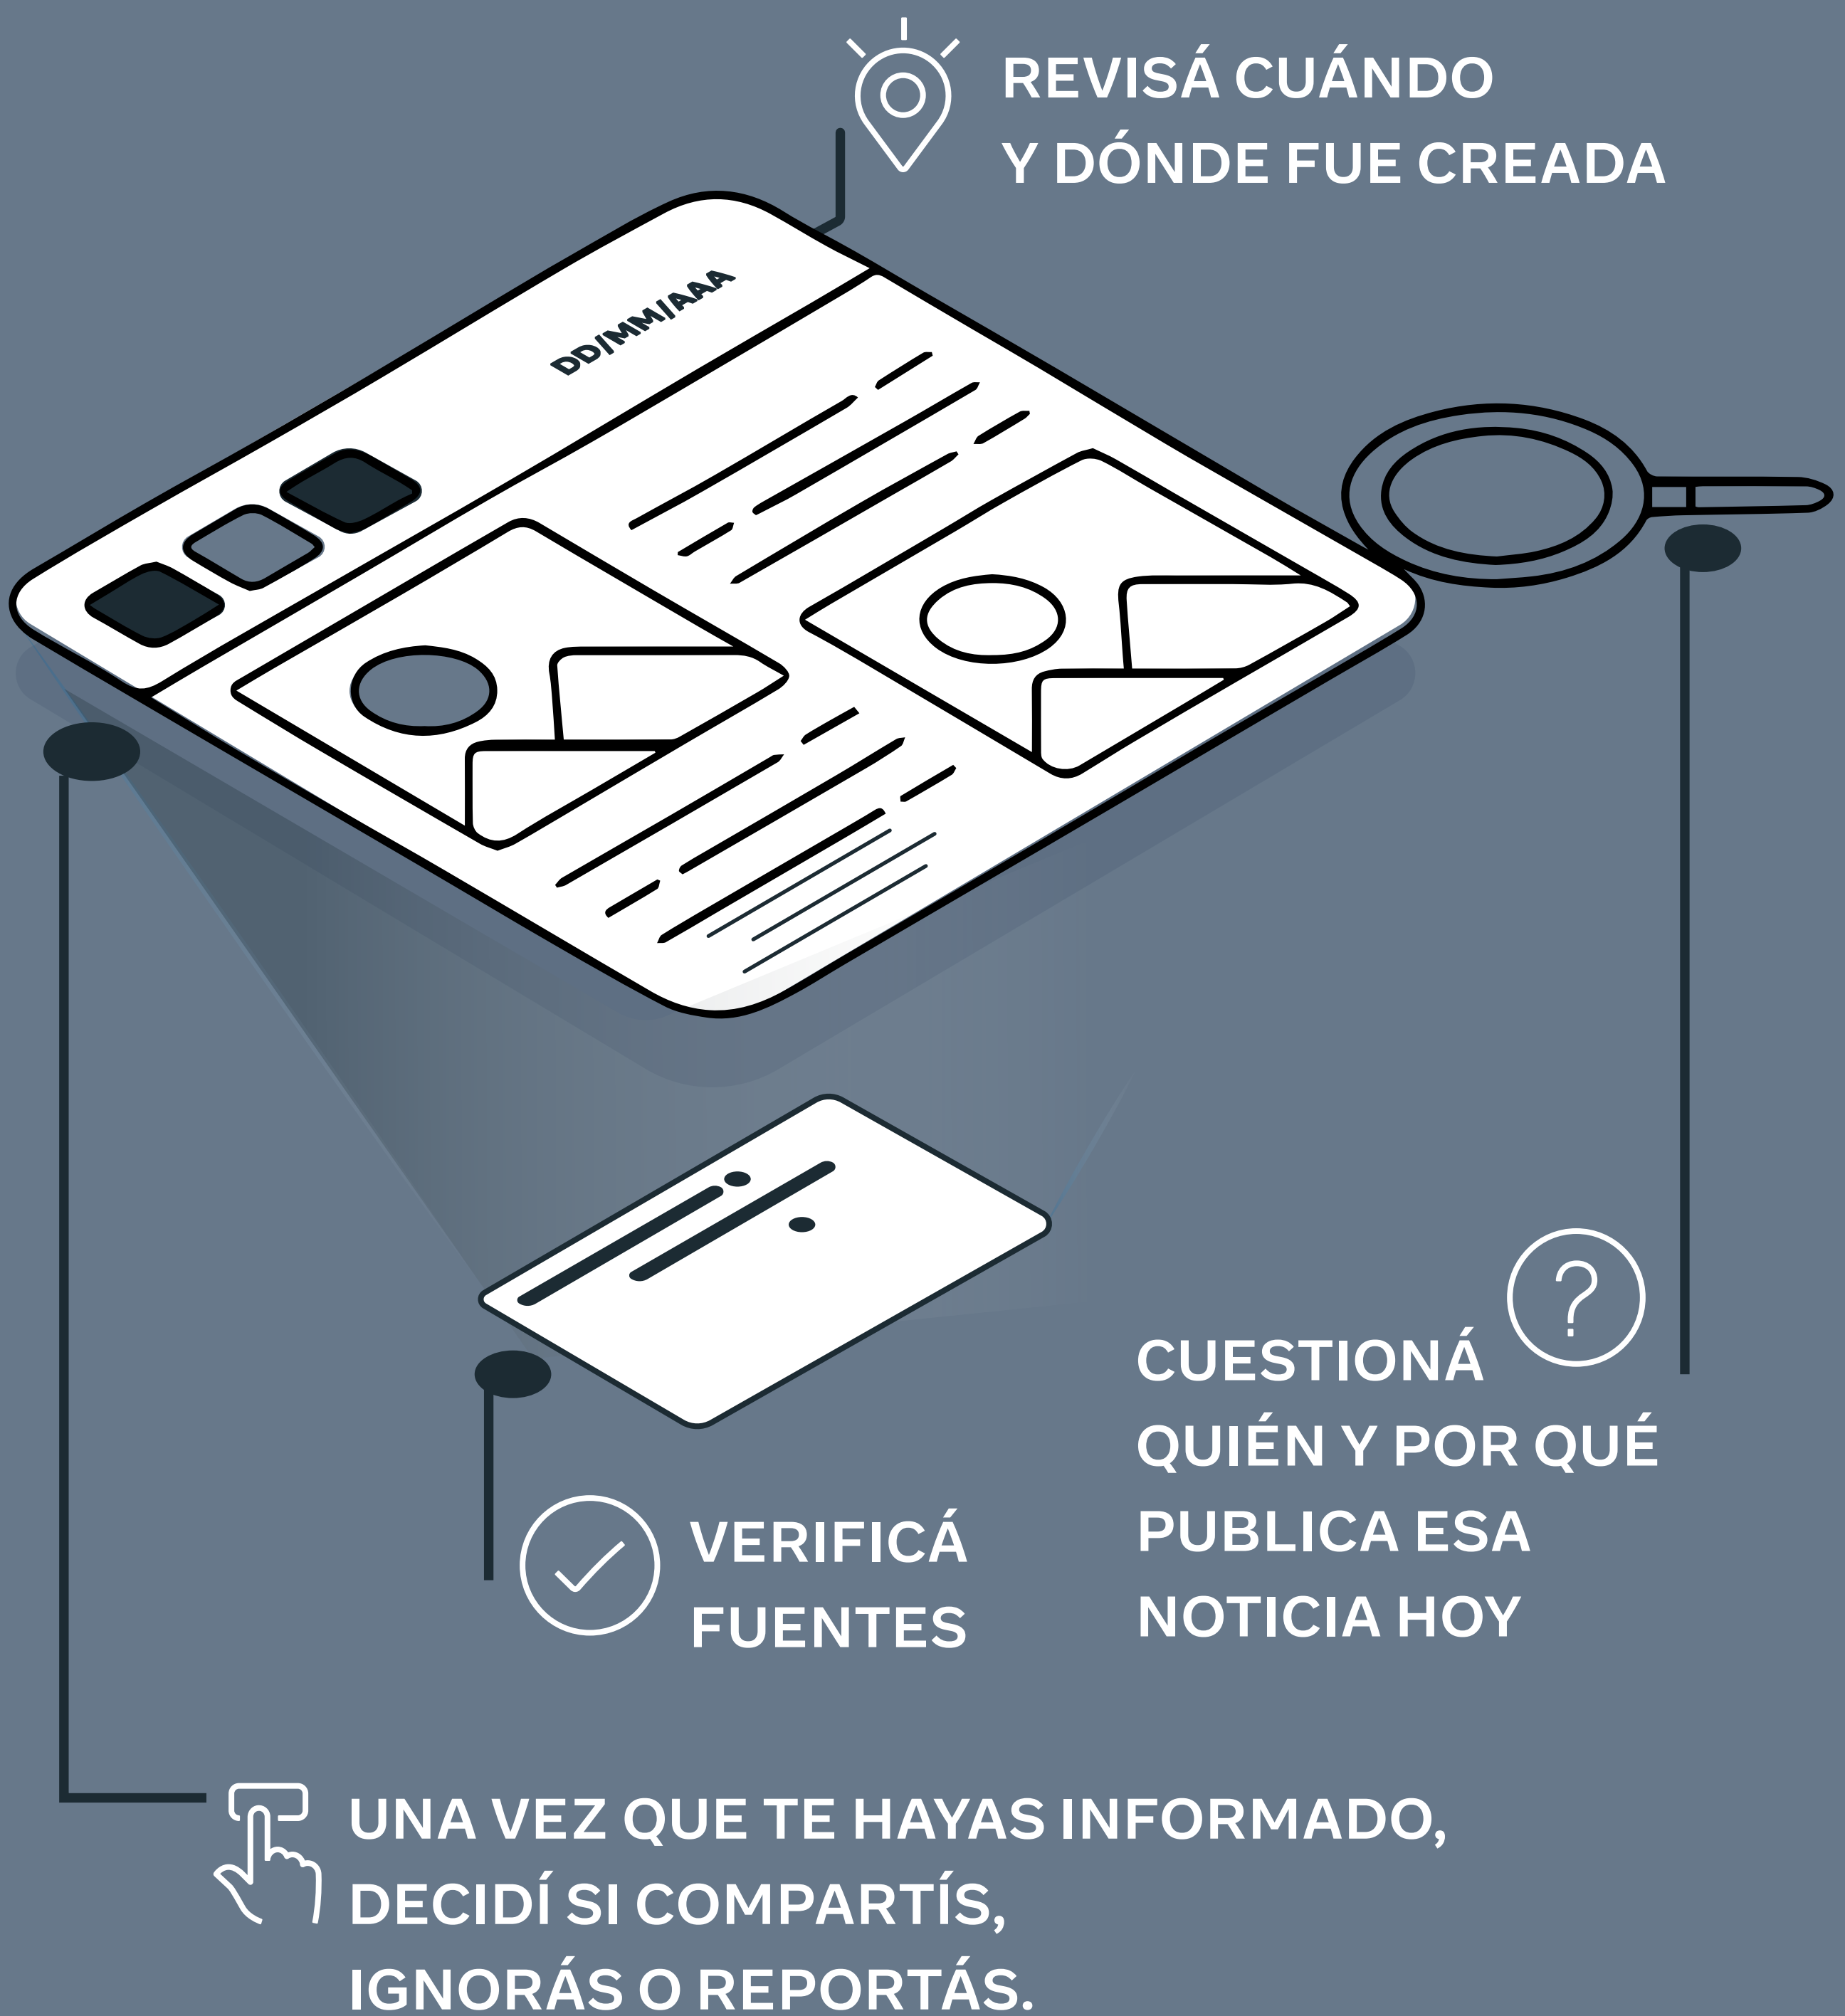 REVISÁ CUÁNDO
Y DÓNDE FUE CREADA
DD/MM/AAA
CUESTIONÁ
QUIÉN Y POR QUÉ
PUBLICA ESA
NOTICIA HOY
VERIFICÁ
FUENTES
UNA VEZ QUE TE HAYAS INFORMADO,
DECIDÍ SI COMPARTÍS,
IGNORÁS O REPORTÁS.